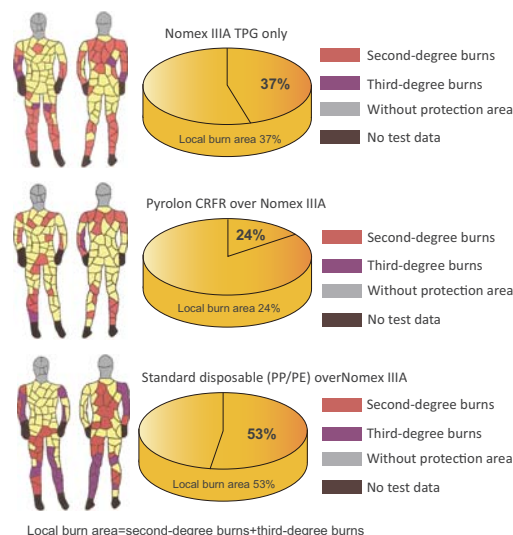 Nomex IIIA TPG only
37%
Local burn area 37%
Second-degree burns
Third-degree burns
Without protection area
No test data
Pyrolon CRFR over Nomex IIIA
24%
Local burn area 24%
Second-degree burns
Third-degree burns
Without protection area
No test data
Standard disposable (PP/PE) overNomex IIIA
53%
Local burn area 53%
Second-degree burns
Third-degree burns
Without protection area
No test data
Local burn area=second-degree burns+third-degree burns